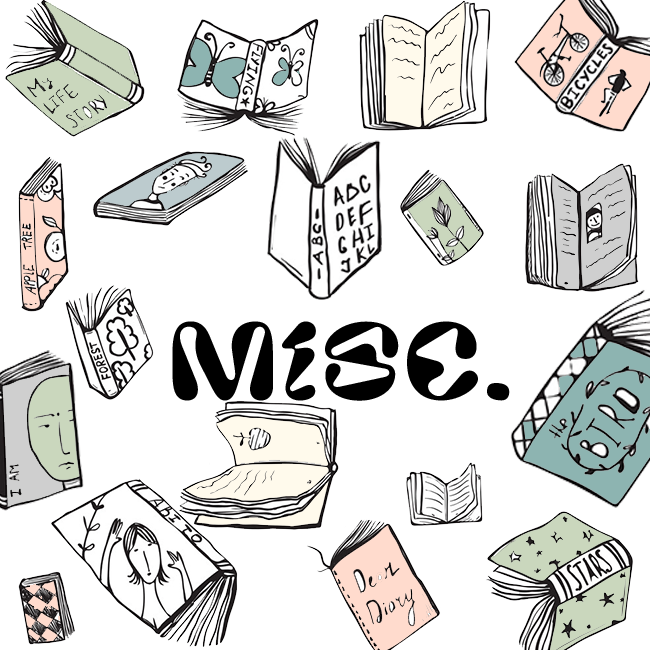 My
LIFE
STORY
FLYING
BICYCLES
APPLE TREE
ABC
ABC
DEF
GHI
JKL
FOREST
MISC.
The
BIRD
I AM
ABITO
Dear
Diary
STARS